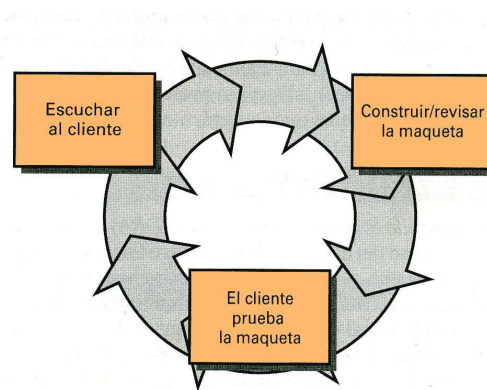 Escuchar
al cliente
Construir/revisar
la maqueta
El cliente
prueba
la maqueta